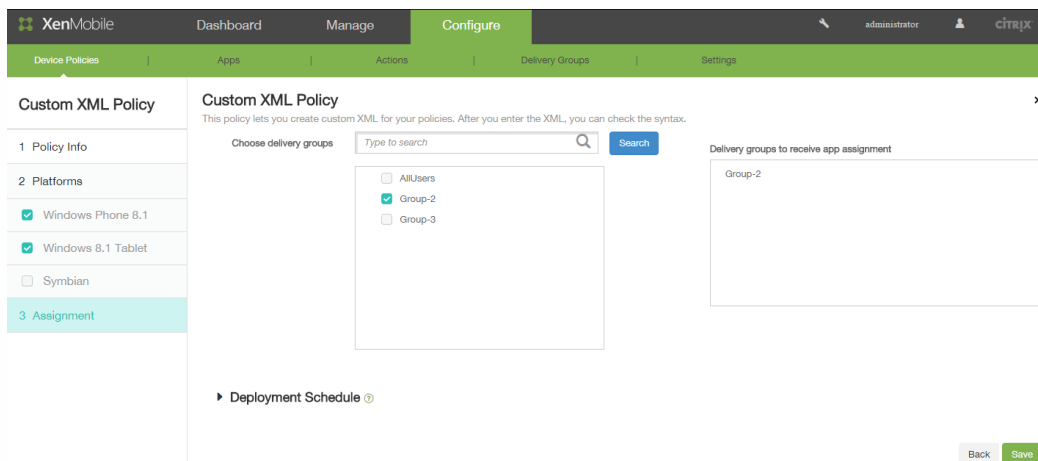 XenMobile Dashboard Manage Configure administrator CITRIX
Device Policies | Apps | Actions | Delivery Groups | Settings
Custom XML Policy
1 Policy Info
2 Platforms
Windows Phone 8.1
Windows 8.1 Tablet
Symbian
3 Assignment
Custom XML Policy
This policy lets you create custom XML for your policies. After you enter the XML, you can check the syntax.
Choose delivery groups
Type to search
Search
AllUsers
Group-2
Group-3
Delivery groups to receive app assignment
Group-2
Deployment Schedule ?
Back Save